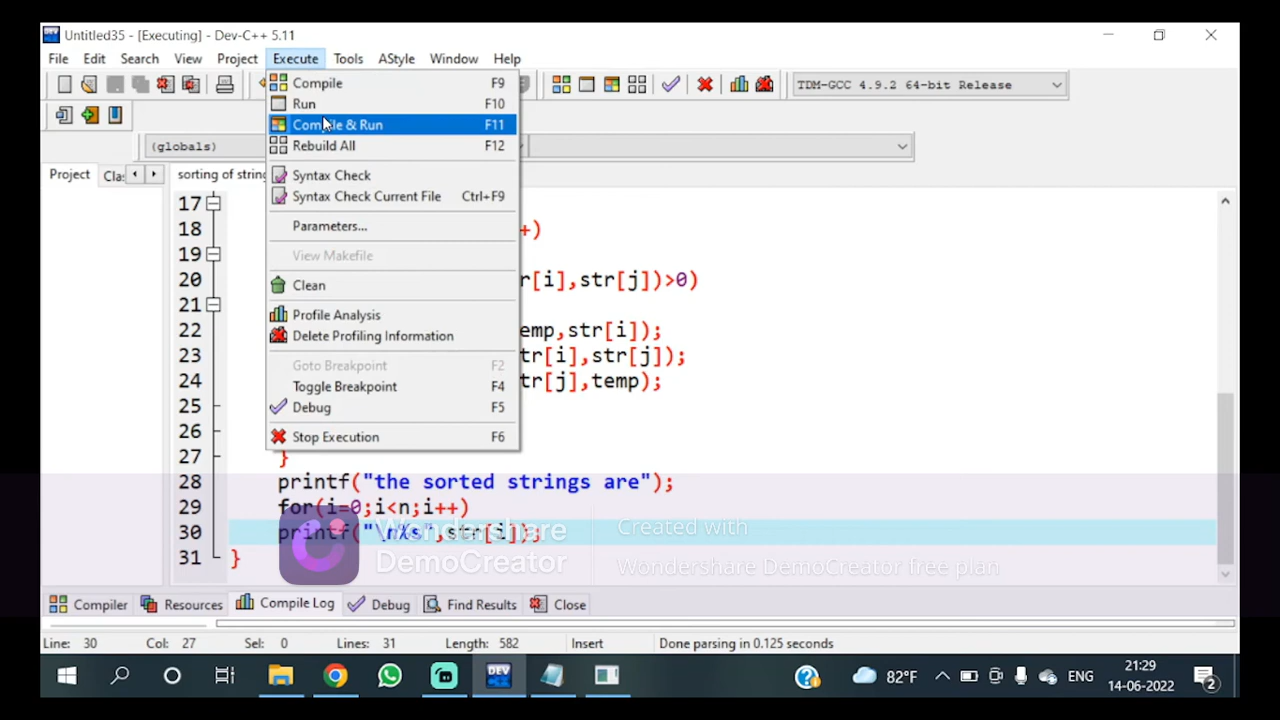 Untitled35 - [Executing] - Dev-C++ 5.11
File Edit Search View Project Execute Tools AStyle Window Help
Compile F9
TDM-GCC 4.9.2 64-bit Release
Run F10
Compile & Run F11
Rebuild All F12
(globals)
Project Cla sorting of string
Syntax Check
Syntax Check Current File Ctrl+F9
Parameters...
View Makefile
Clean
Profile Analysis
Delete Profiling Information
Goto Breakpoint F2
Toggle Breakpoint F4
Debug F5
Stop Execution F6
17
18 +)
19
20 r[i],str[j])>0)
21
22 emp,str[i]);
23 tr[i],str[j]);
24 tr[j],temp);
25
26
27 }
28 printf("the sorted strings are");
29 for(i=0;i<n;i++)
30 printf("\n%s",str[i]);
31 }
Wondershare
DemoCreator
Created with
Wondershare DemoCreator free plan
Compiler Resources Compile Log Debug Find Results Close
Line: 30 Col: 27 Sel: 0 Lines: 31 Length: 582 Insert Done parsing in 0.125 seconds
DEV 82°F ENG 21:29
14-06-2022 2